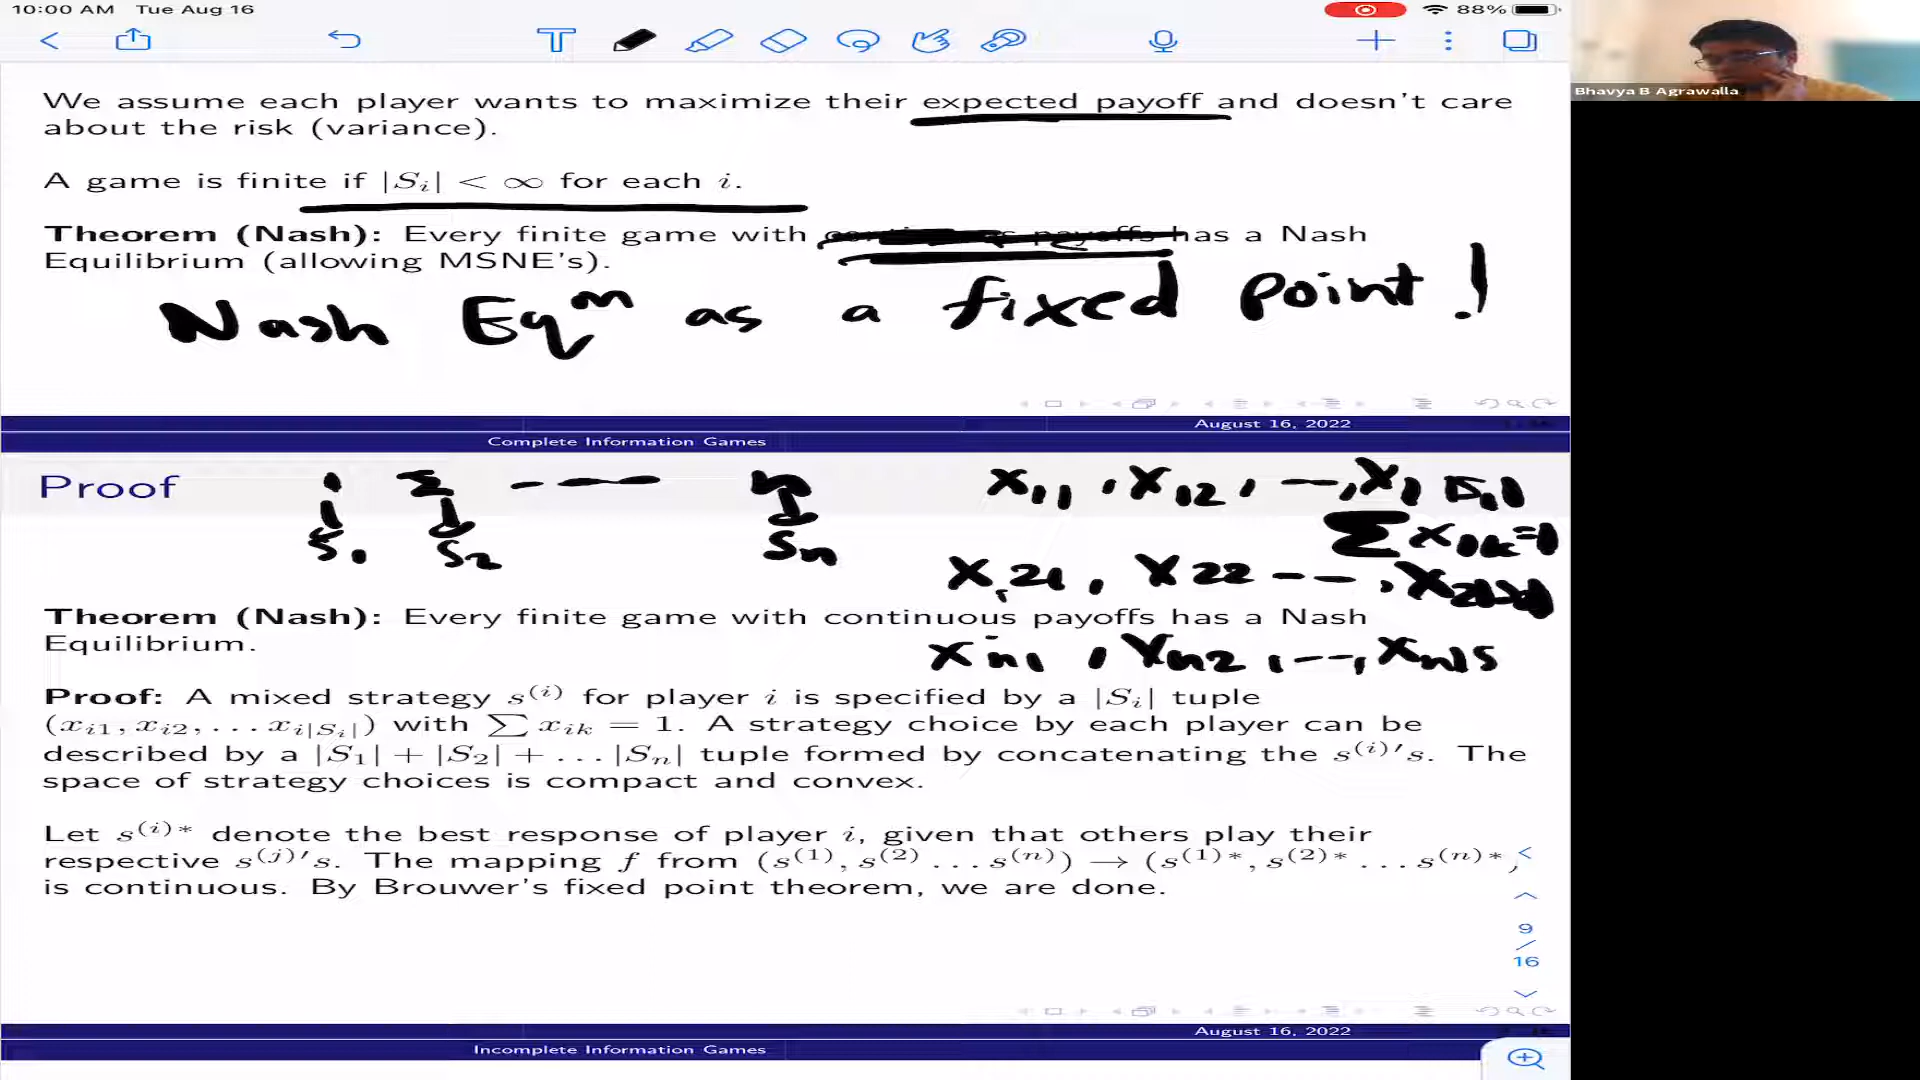 10:00 AM Tue Aug 16
88%
Bhavya B Agrawalla
We assume each player wants to maximize their expected payoff and doesn't care
about the risk (variance).
A game is finite if |Sᵢ| < ∞ for each i.
Theorem (Nash): Every finite game with has a Nash
Equilibrium (allowing MSNE's).
Nash Eqᵐ as a fixed point!
August 16, 2022
Complete Information Games
Proof
1 2 --- n
S₁ S₂ Sₙ
x₁₁, x₁₂, --, x₁|S₁|
∑ x₁ₖ=1
x₂₁, x₂₂ ---,
xₙ₁, xₙ₂, --,
Theorem (Nash): Every finite game with continuous payoffs has a Nash
Equilibrium.
Proof: A mixed strategy s⁽ⁱ⁾ for player i is specified by a |Sᵢ| tuple
(xᵢ₁, xᵢ₂, ... xᵢ|Sᵢ|) with ∑ xᵢₖ = 1. A strategy choice by each player can be
described by a |S₁| + |S₂| + ... |Sₙ| tuple formed by concatenating the s⁽ⁱ⁾'s. The
space of strategy choices is compact and convex.
Let s⁽ⁱ⁾* denote the best response of player i, given that others play their
respective s⁽ʲ⁾'s. The mapping f from (s⁽¹⁾, s⁽²⁾ ... s⁽ⁿ⁾) → (s⁽¹⁾*, s⁽²⁾* ... s⁽ⁿ⁾*,
is continuous. By Brouwer's fixed point theorem, we are done.
9
/
16
August 16, 2022
Incomplete Information Games